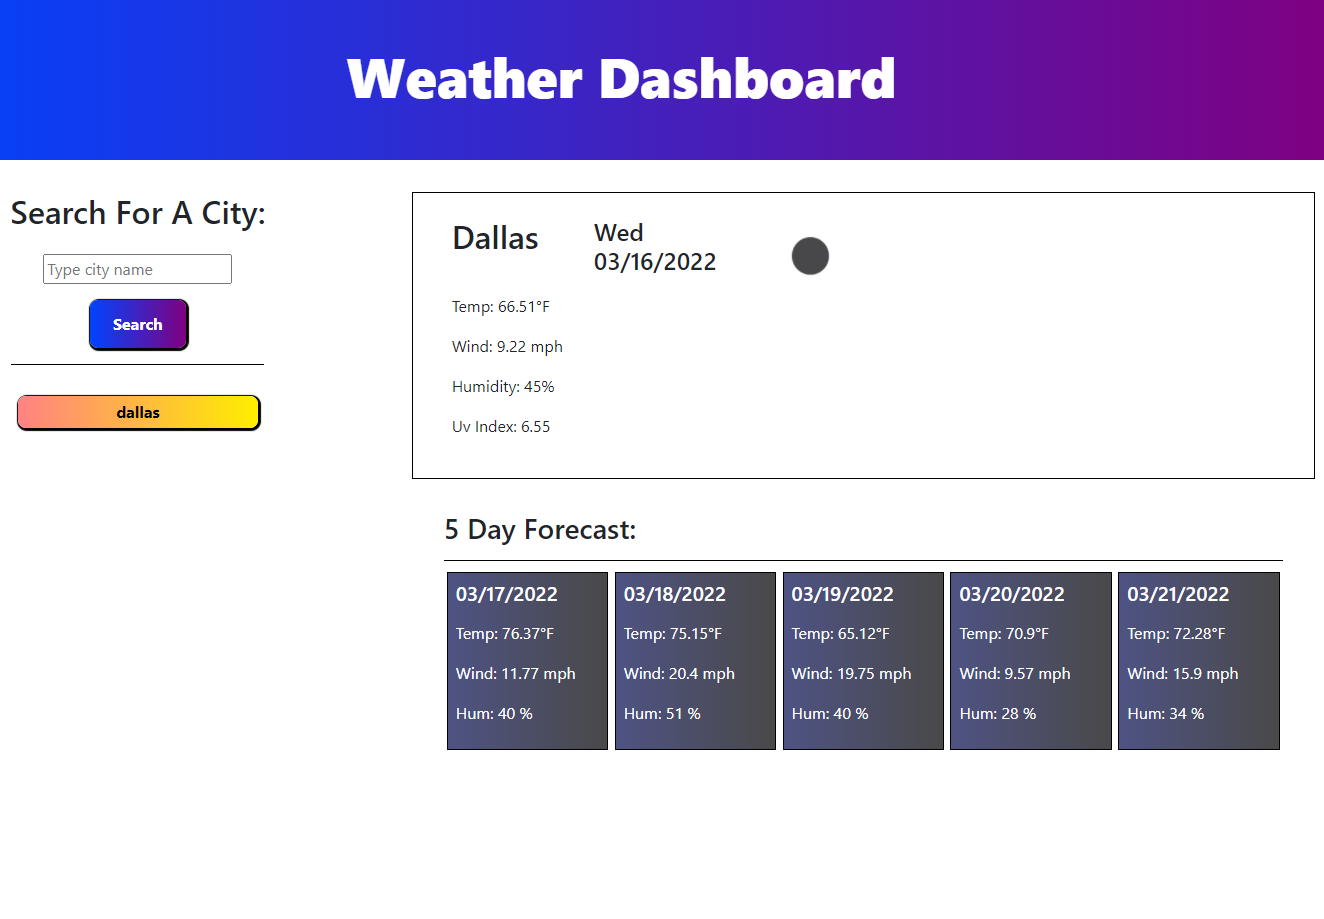 Weather Dashboard
Search For A City:
Type city name
Search
dallas
Dallas
Wed
03/16/2022
Temp: 66.51°F
Wind: 9.22 mph
Humidity: 45%
Uv Index: 6.55
5 Day Forecast:
03/17/2022
Temp: 76.37°F
Wind: 11.77 mph
Hum: 40 %
03/18/2022
Temp: 75.15°F
Wind: 20.4 mph
Hum: 51 %
03/19/2022
Temp: 65.12°F
Wind: 19.75 mph
Hum: 40 %
03/20/2022
Temp: 70.9°F
Wind: 9.57 mph
Hum: 28 %
03/21/2022
Temp: 72.28°F
Wind: 15.9 mph
Hum: 34 %